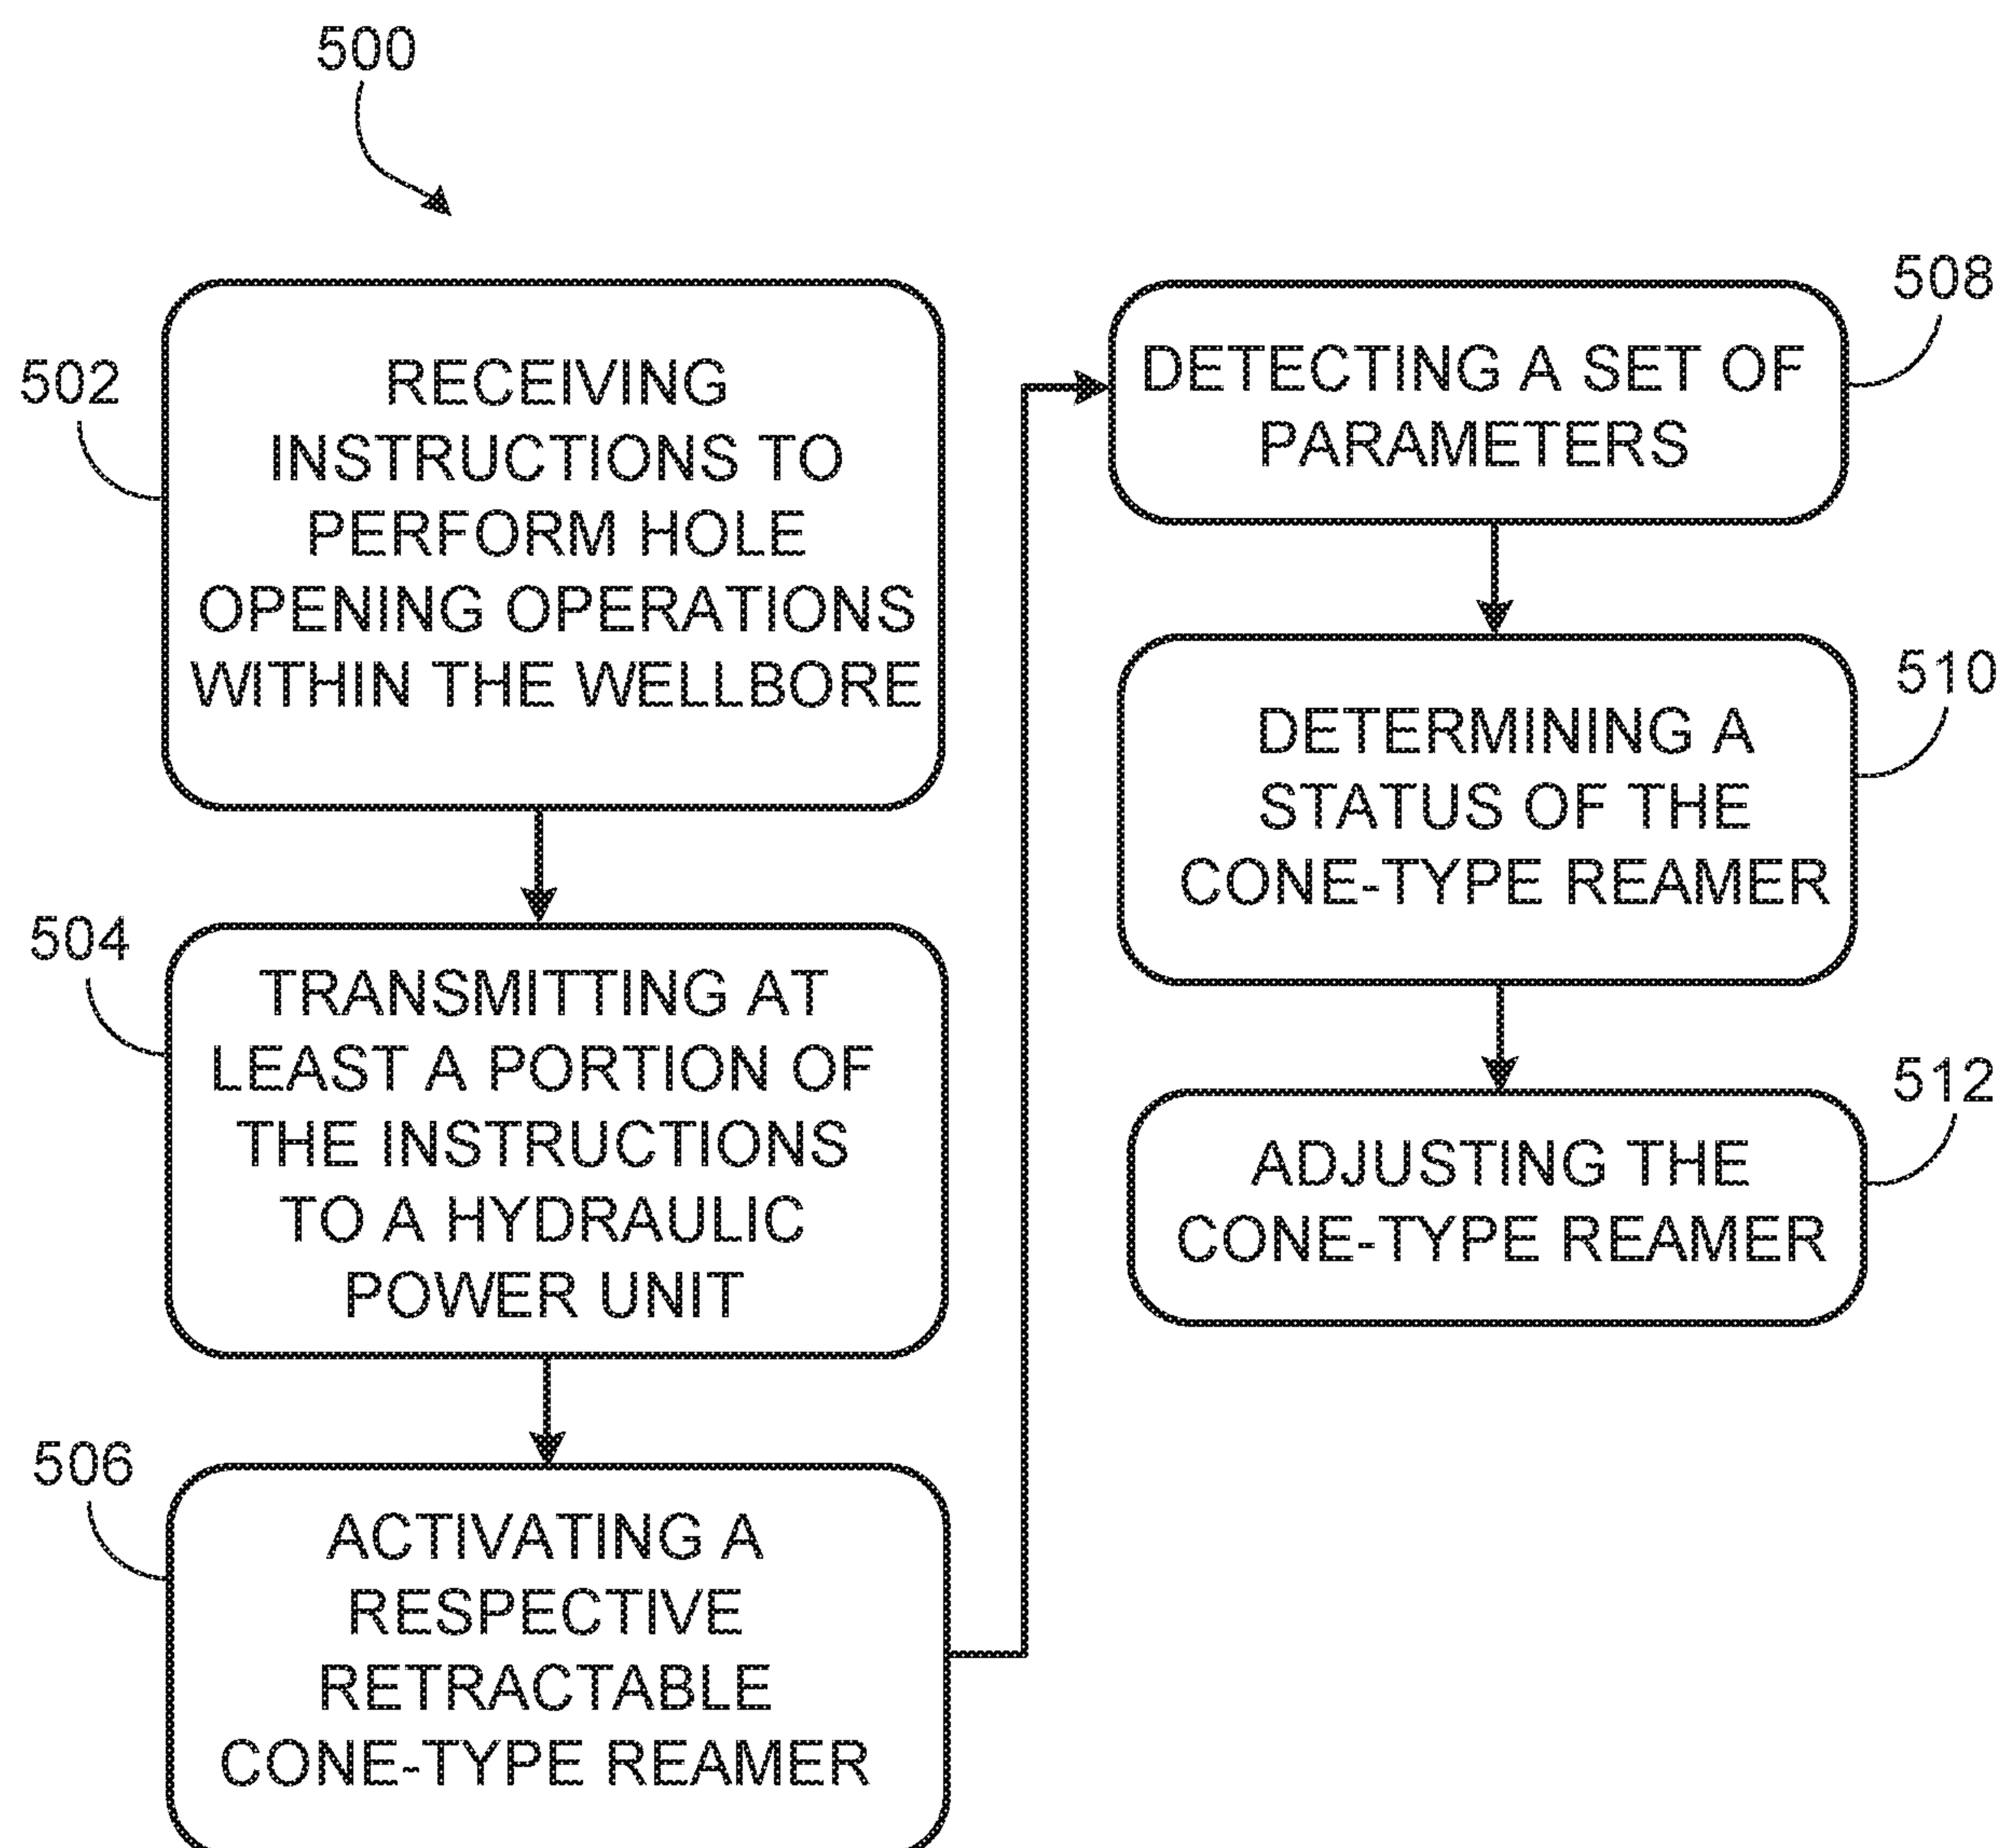 500
502
RECEIVING
INSTRUCTIONS TO
PERFORM HOLE
OPENING OPERATIONS
WITHIN THE WELLBORE
504
TRANSMITTING AT
LEAST A PORTION OF
THE INSTRUCTIONS
TO A HYDRAULIC
POWER UNIT
506
ACTIVATING A
RESPECTIVE
RETRACTABLE
CONE-TYPE REAMER
508
DETECTING A SET OF
PARAMETERS
510
DETERMINING A
STATUS OF THE
CONE-TYPE REAMER
512
ADJUSTING THE
CONE-TYPE REAMER